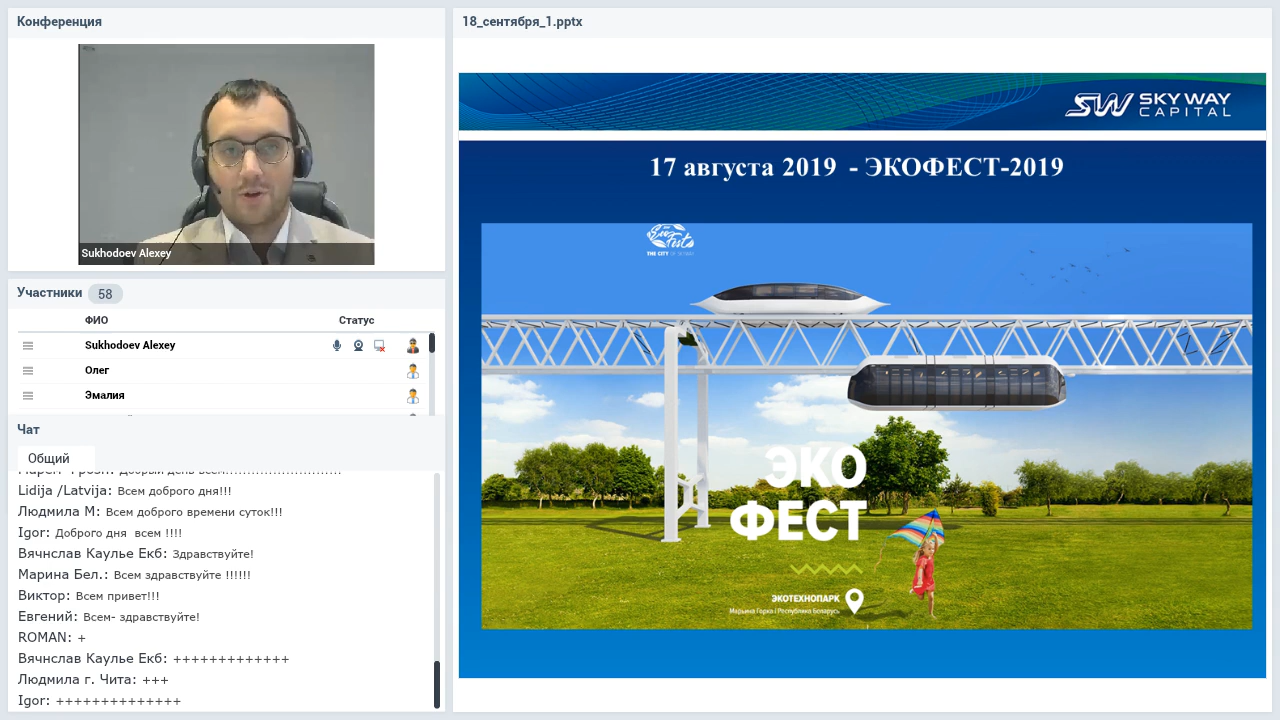 Конференция
Sukhodoev Alexey
Участники 58
ФИО Статус
Sukhodoev Alexey
Олег
Эмалия
Чат
Общий
Lidija /Latvija: Всем доброго дня!!!
Людмила М: Всем доброго времени суток!!!
Igor: Доброго дня всем !!!!
Вячнслав Каулье Екб: Здравствуйте!
Марина Бел.: Всем здравствуйте !!!!!!
Виктор: Всем привет!!!
Евгений: Всем- здравствуйте!
ROMAN: +
Вячнслав Каулье Екб: +++++++++++++
Людмила г. Чита: +++
Igor: ++++++++++++++
18_сентября_1.pptx
SW SKY WAY
CAPITAL
17 августа 2019 - ЭКОФЕСТ-2019
Eco
Fest
THE CITY OF SKYWAY
ЭКО
ФЕСТ
ЭКОТЕХНОПАРК
Марьина Горка / Республика Беларусь